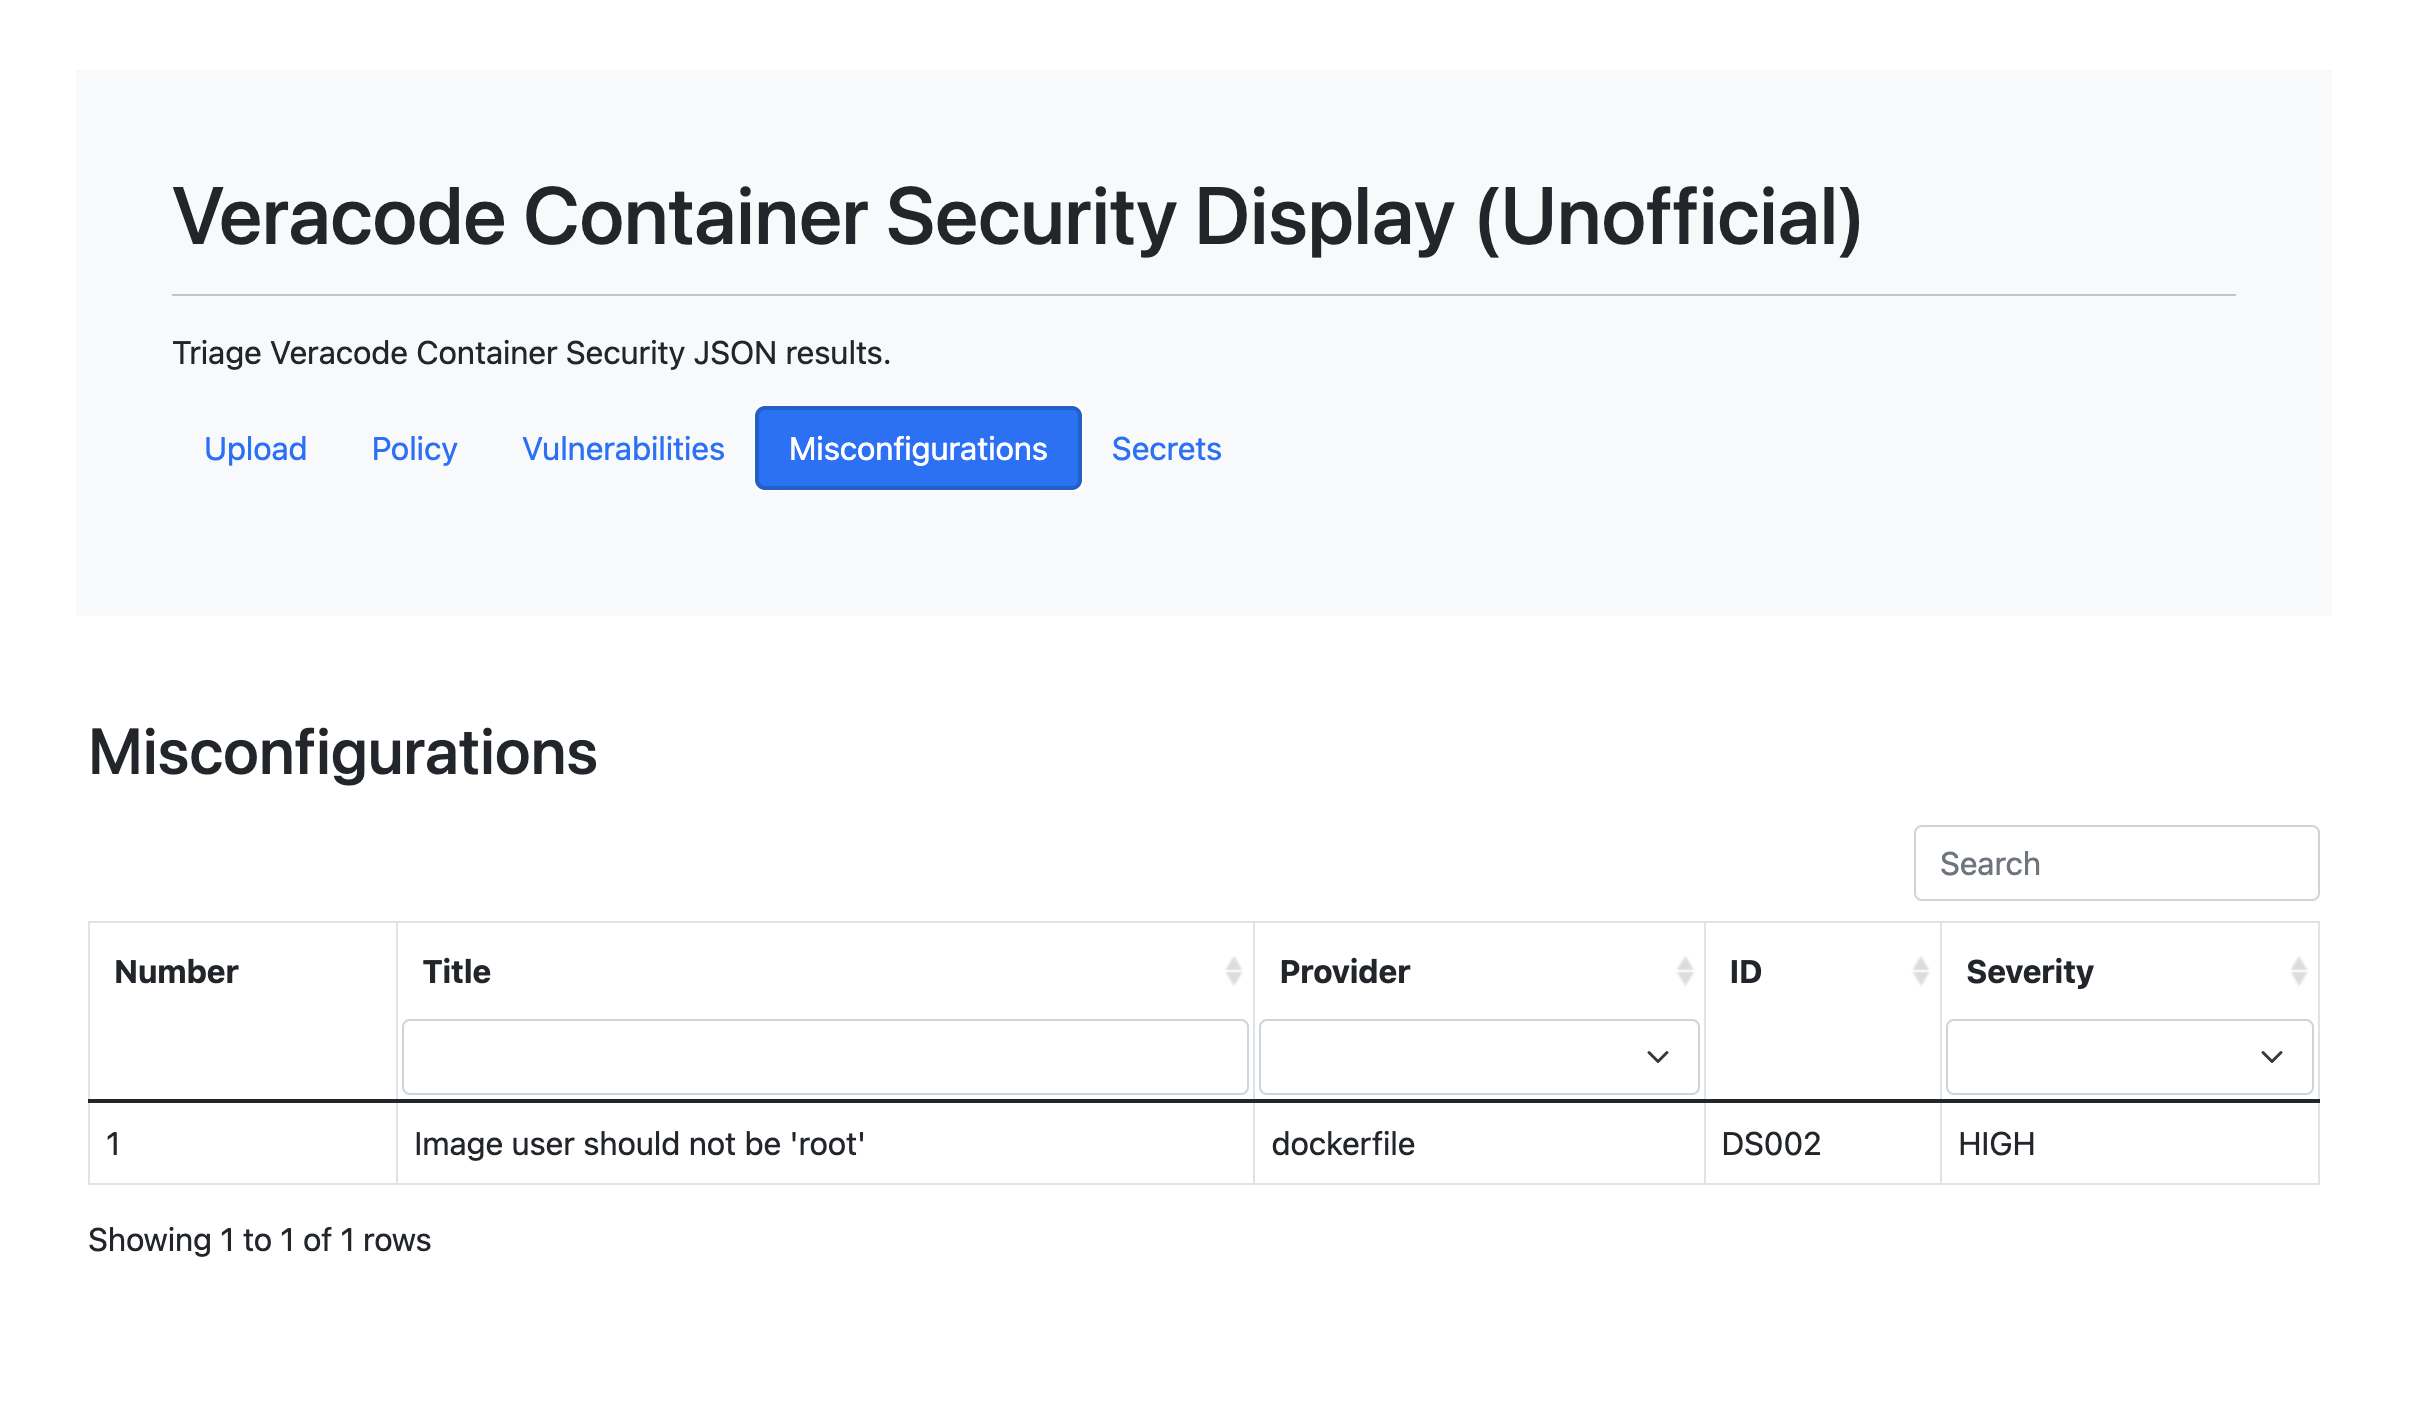 Veracode Container Security Display (Unofficial)
Triage Veracode Container Security JSON results.
Upload Policy Vulnerabilities Misconfigurations Secrets
Misconfigurations
Search
Number Title Provider ID Severity
1 Image user should not be 'root' dockerfile DS002 HIGH
Showing 1 to 1 of 1 rows